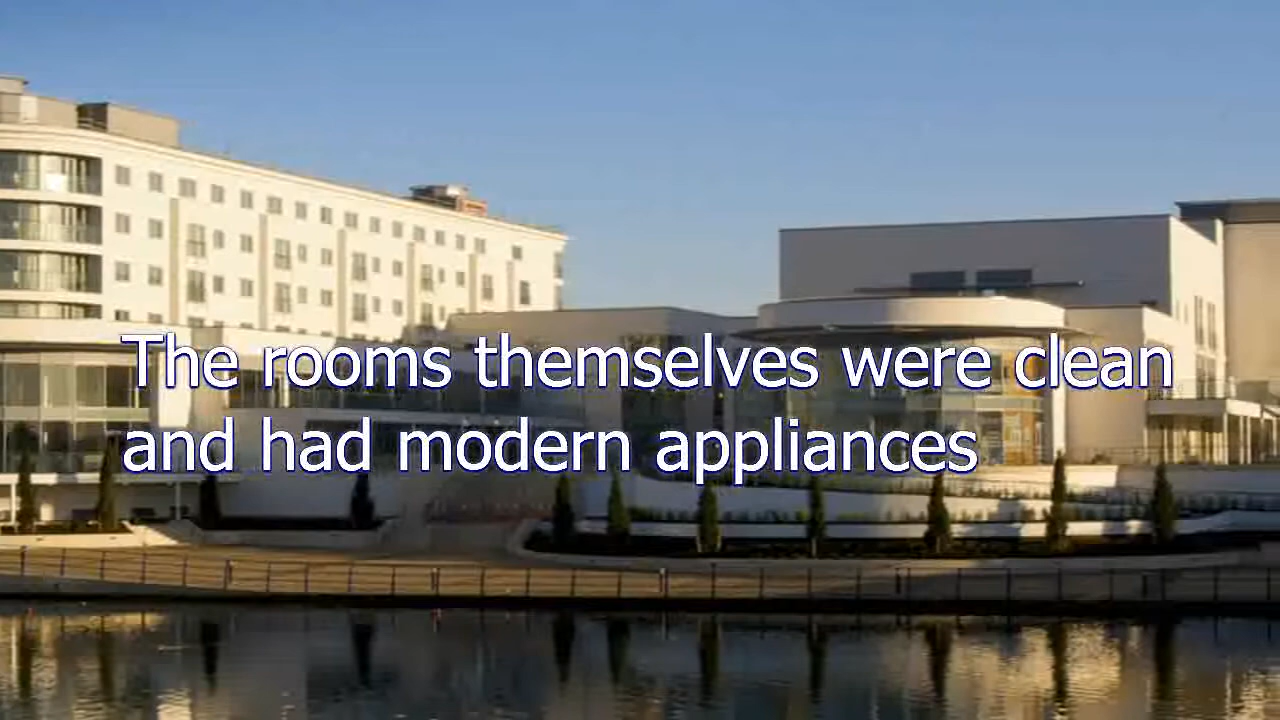 The rooms themselves were clean
and had modern appliances